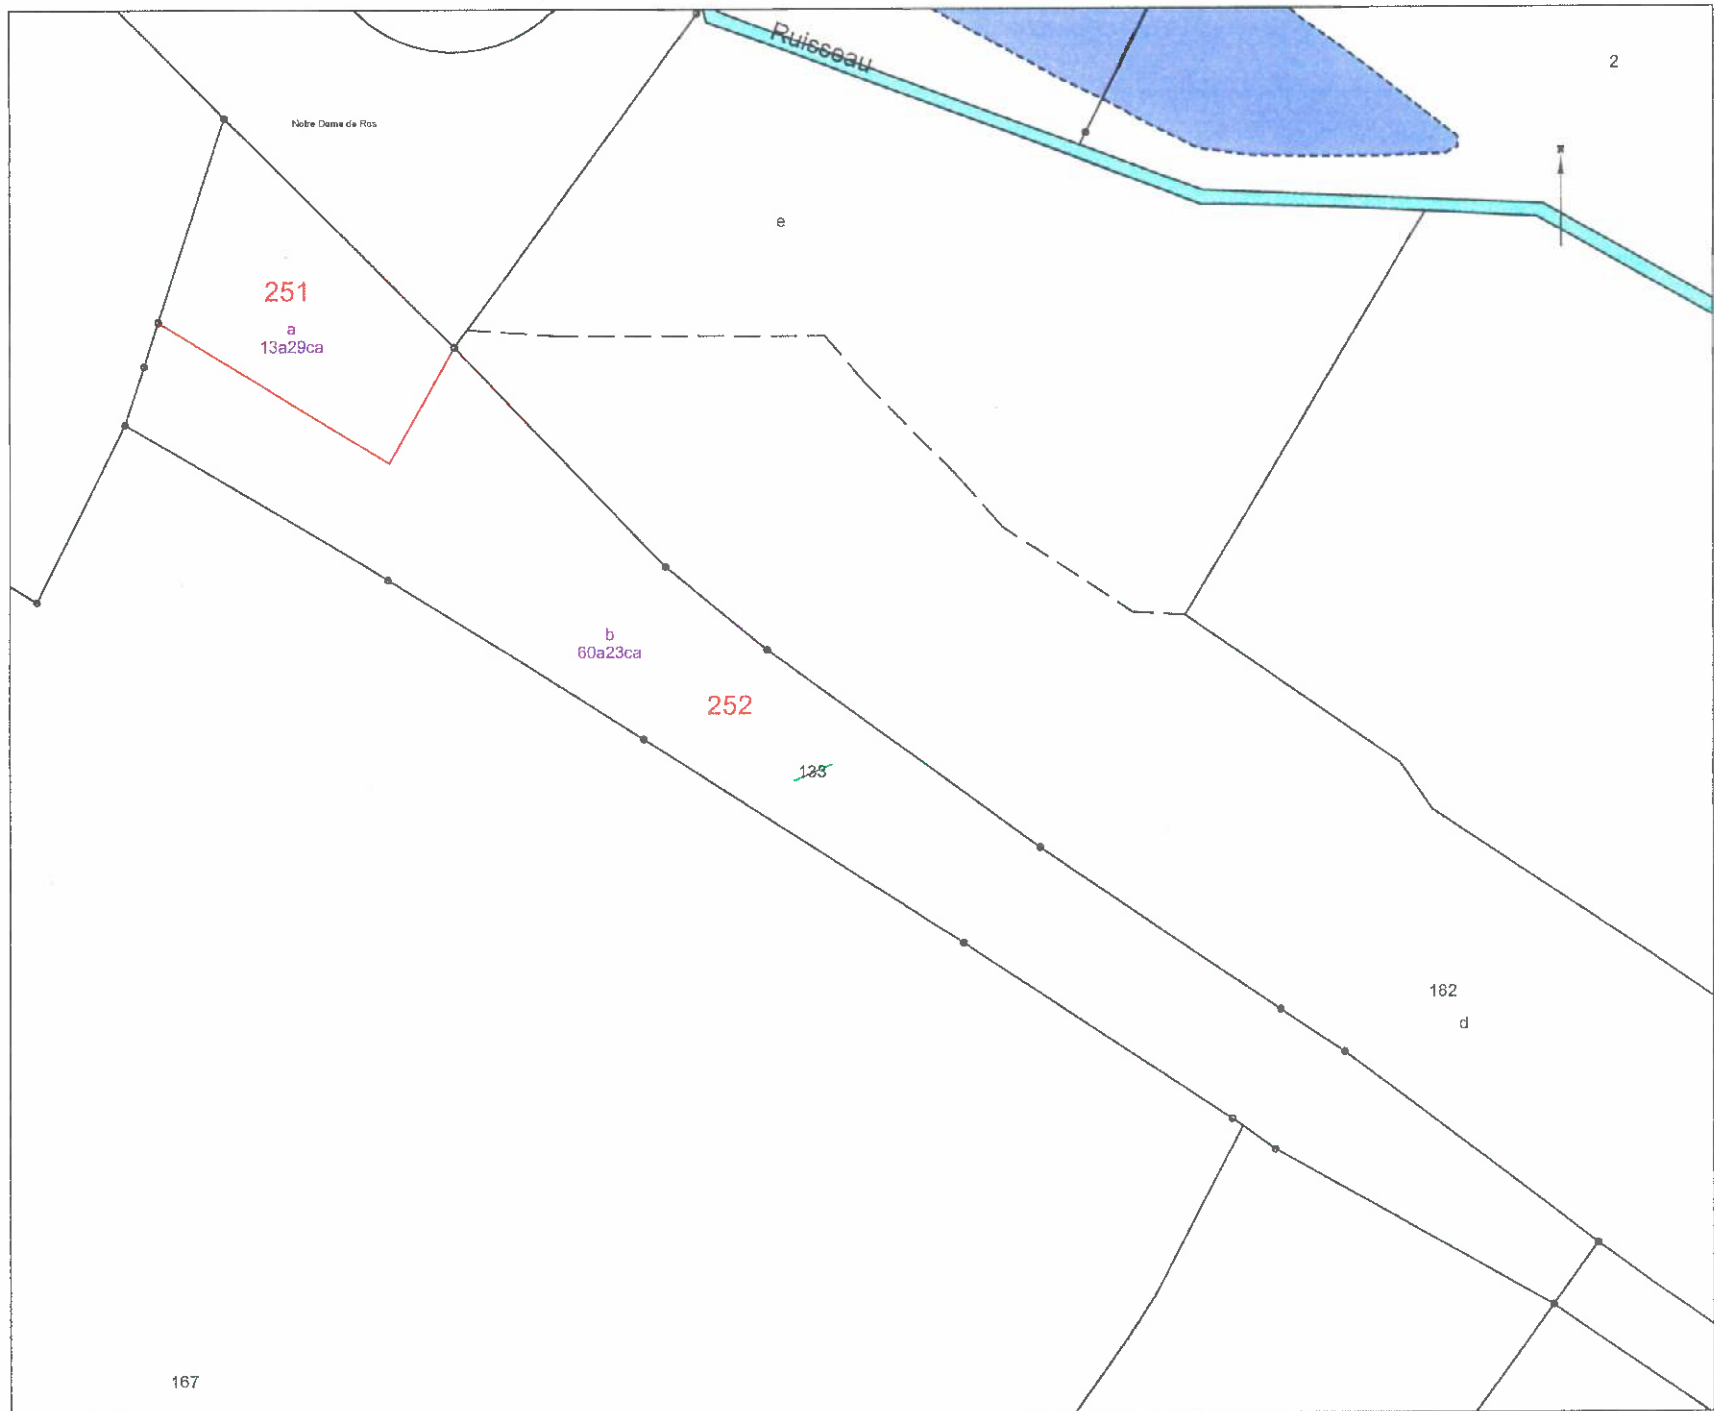 Ruisseau
2
Notre Dame de Ros
e
251
a
13a29ca
b
60a23ca
252
133
182
d
167